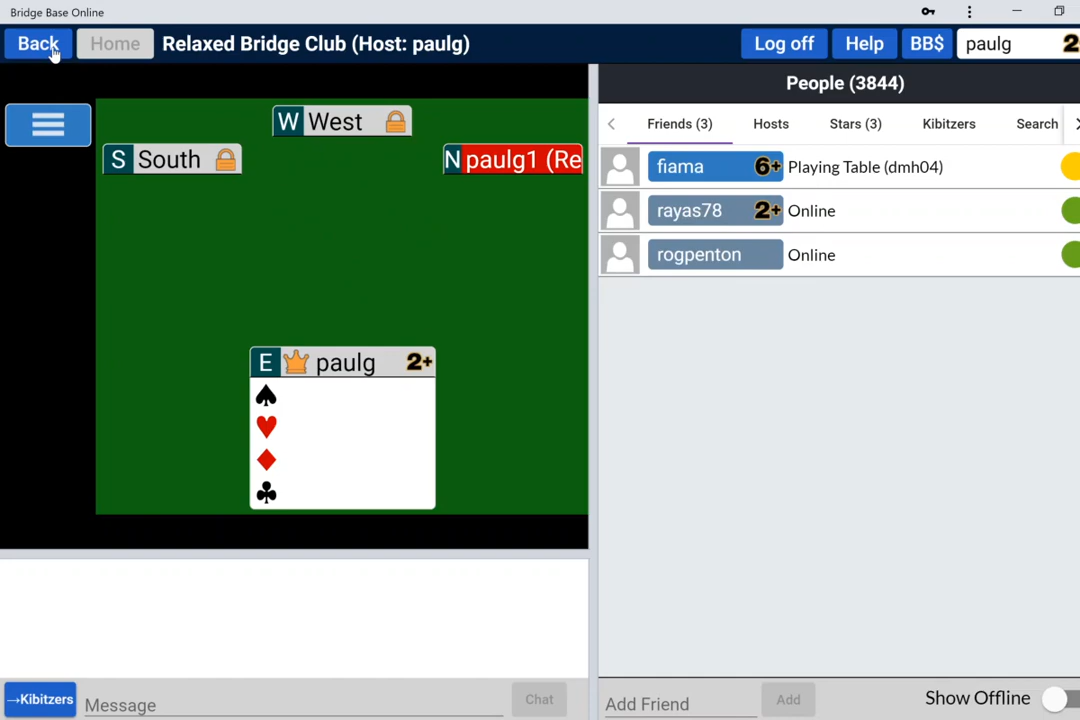 Bridge Base Online
Back
Home
Relaxed Bridge Club (Host: paulg)
Log off
Help
BB$
paulg
2
W West
S South
N paulg1 (Re
E paulg 2+
People (3844)
Friends (3)
Hosts
Stars (3)
Kibitzers
Search
fiama 6+ Playing Table (dmh04)
rayas78 2+ Online
rogpenton Online
→Kibitzers
Message
Chat
Add Friend
Add
Show Offline